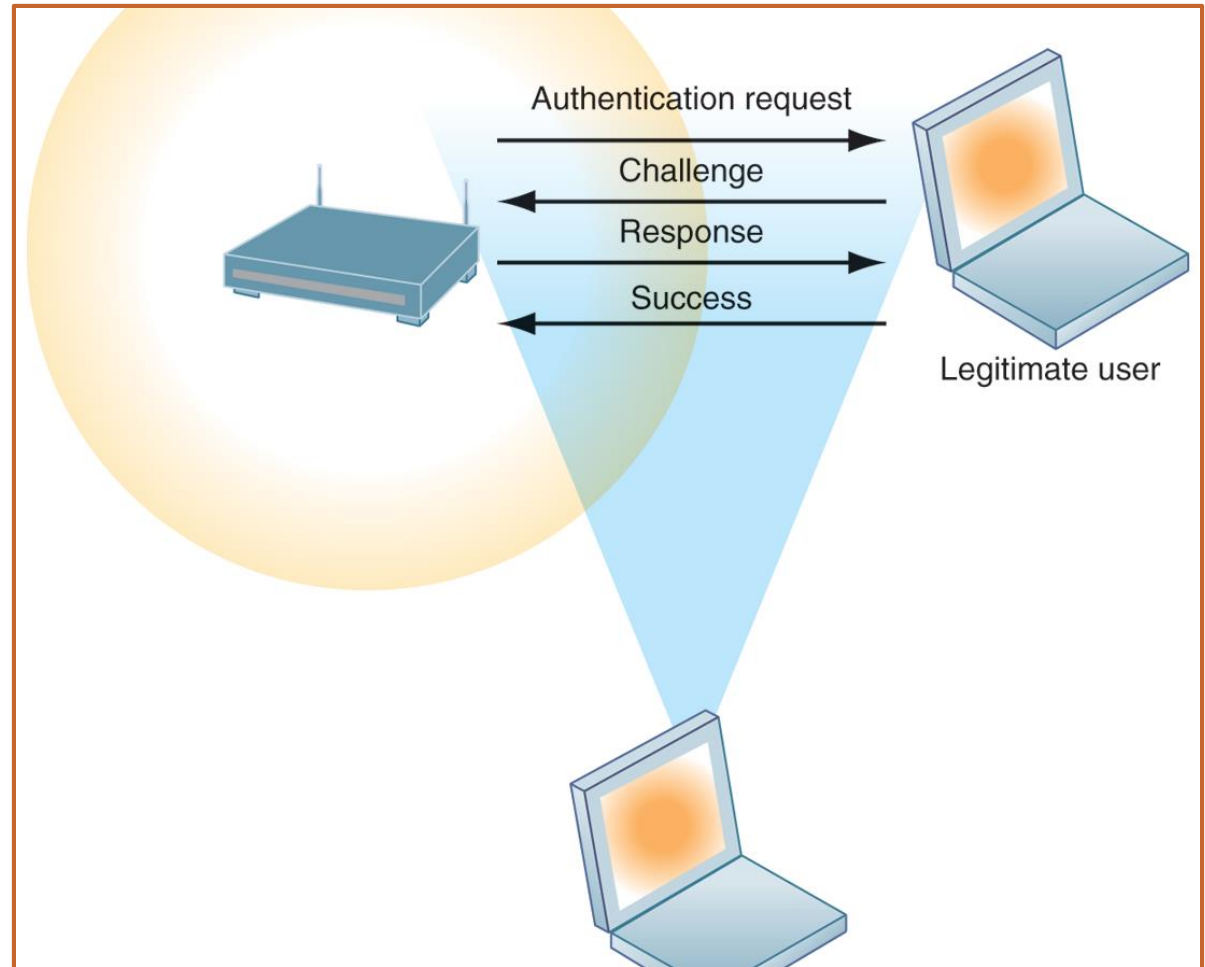 Authentication request
Challenge
Response
Success
Legitimate user